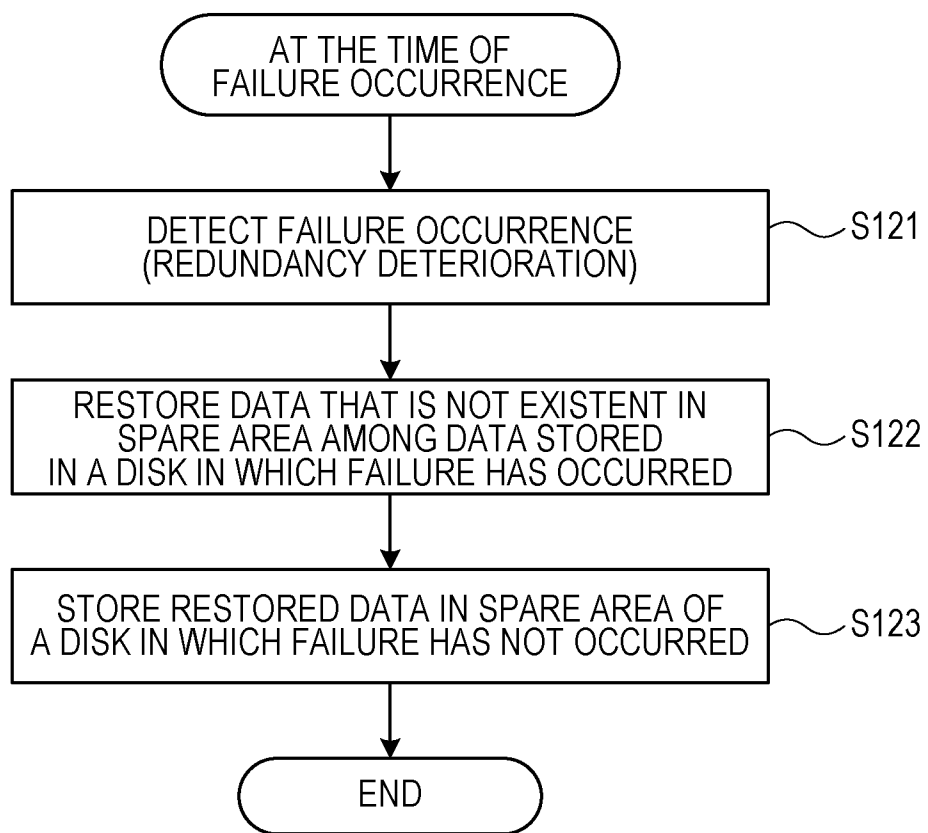 AT THE TIME OF
FAILURE OCCURRENCE
DETECT FAILURE OCCURRENCE
(REDUNDANCY DETERIORATION)
S121
RESTORE DATA THAT IS NOT EXISTENT IN
SPARE AREA AMONG DATA STORED
IN A DISK IN WHICH FAILURE HAS OCCURRED
S122
STORE RESTORED DATA IN SPARE AREA OF
A DISK IN WHICH FAILURE HAS NOT OCCURRED
S123
END